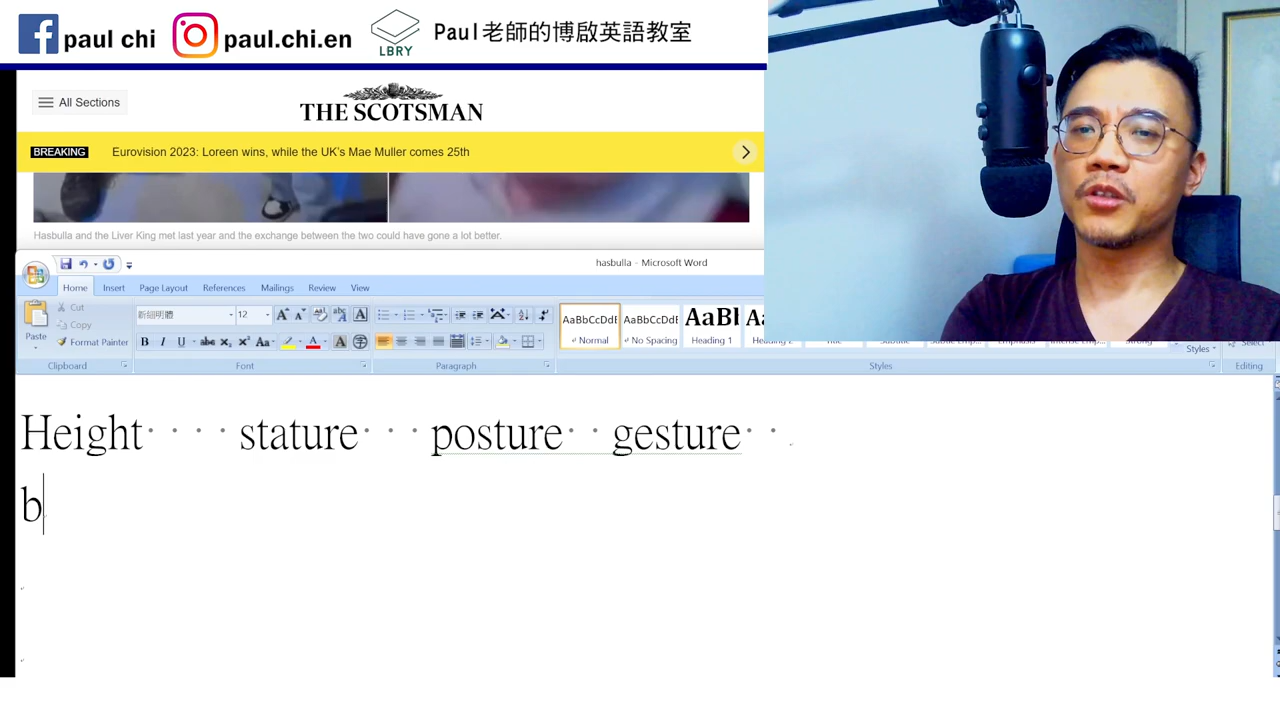 paul chi
paul.chi.en
LBRY
Paul老師的博啟英語教室
All Sections
THE SCOTSMAN
BREAKING
Eurovision 2023: Loreen wins, while the UK's Mae Muller comes 25th
Hasbulla and the Liver King met last year and the exchange between the two could have gone a lot better.
hasbulla - Microsoft Word
Home Insert Page Layout References Mailings Review View
Cut
Copy
Format Painter
Paste
新細明體 12
AaBbCcDdE AaBbCcDdE AaBb
Normal No Spacing Heading 1
Styles
Clipboard Font Paragraph Styles Editing
Height stature posture gesture
b